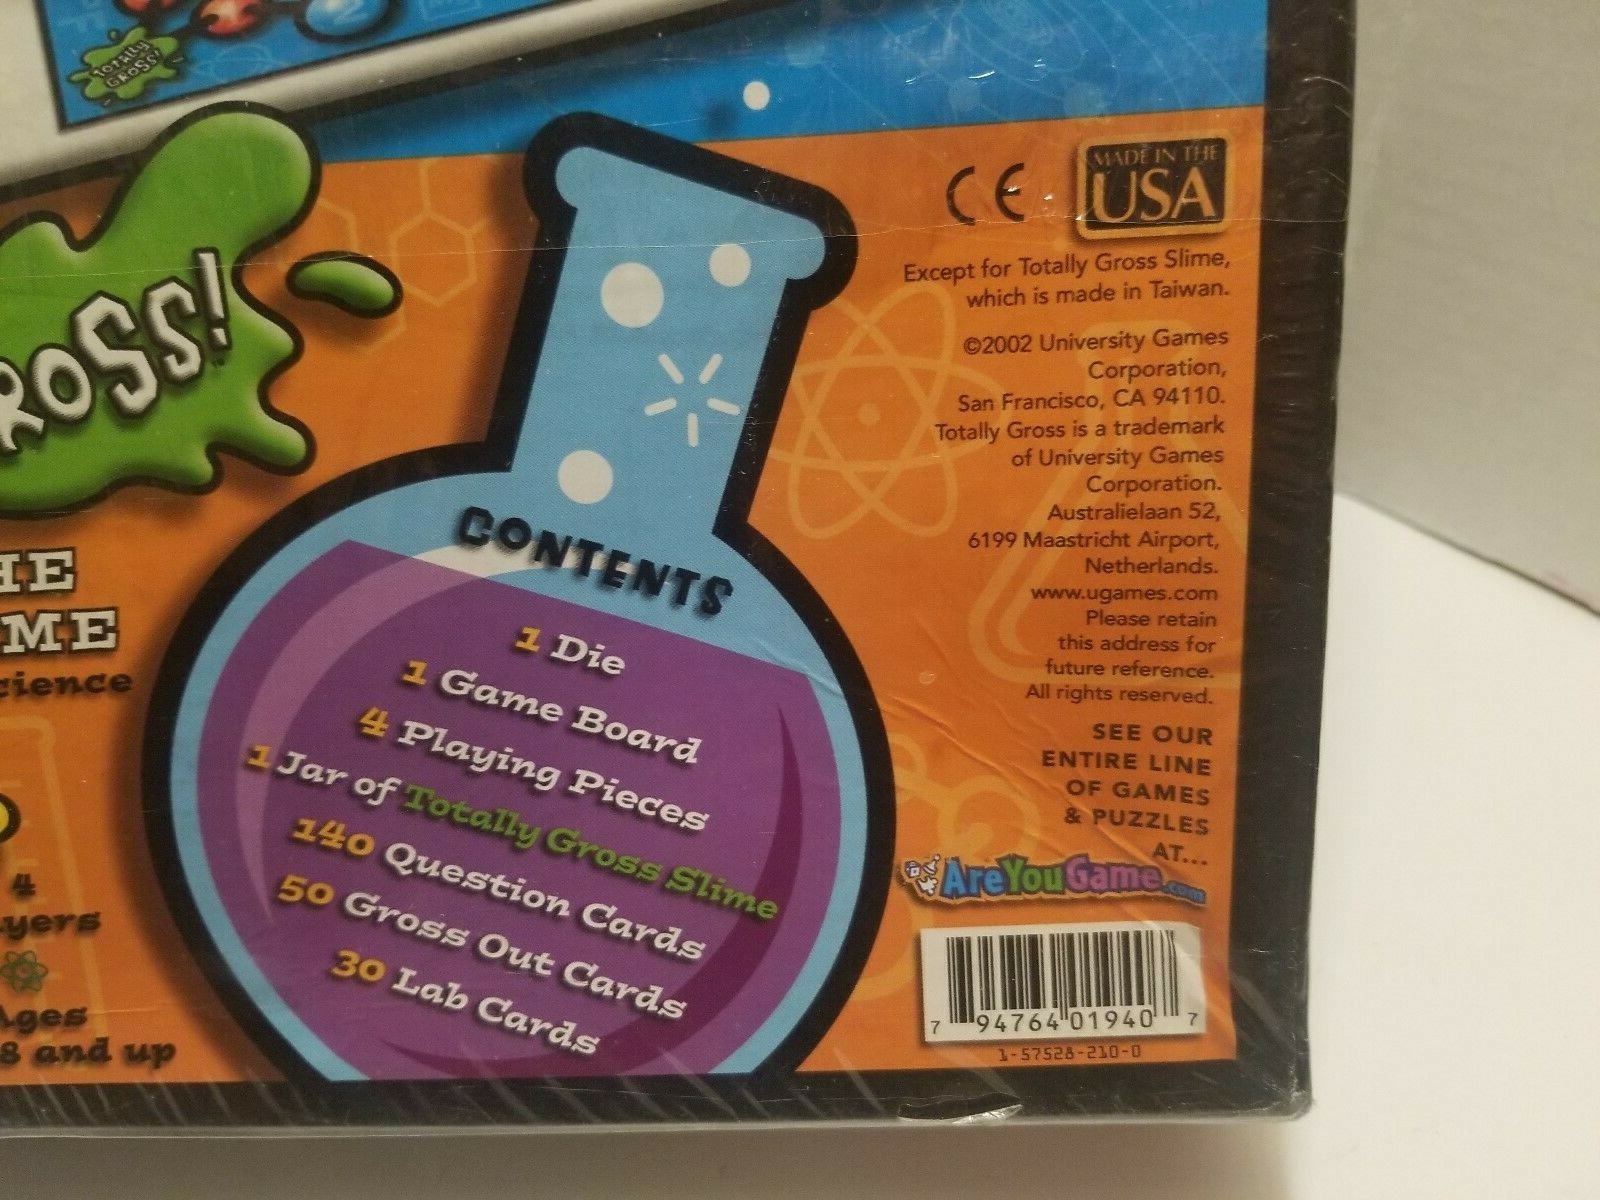 Totally
GROSS!
MADE IN THE
USA
CE
Except for Totally Gross Slime,
which is made in Taiwan.
©2002 University Games
Corporation,
San Francisco, CA 94110.
Totally Gross is a trademark
of University Games
Corporation.
Australielaan 52,
6199 Maastricht Airport,
Netherlands.
www.ugames.com
Please retain
this address for
future reference.
All rights reserved.
SEE OUR
ENTIRE LINE
OF GAMES
& PUZZLES
AT...
AreYouGame.com
7 94764 01940 7
1-57528-210-0
ROSS!
HE
ME
cience
4
yers
Ages
8 and up
CONTENTS
1 Die
1 Game Board
4 Playing Pieces
1 Jar of Totally Gross Slime
140 Question Cards
50 Gross Out Cards
30 Lab Cards